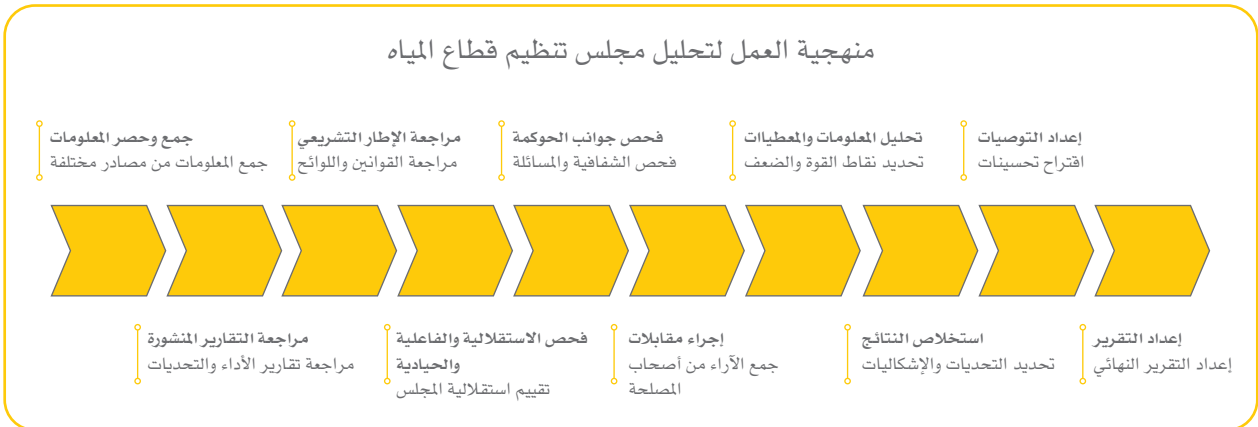 منهجية العمل لتحليل مجلس تنظيم قطاع المياه
جمع وحصر المعلومات
جمع المعلومات من مصادر مختلفة
مراجعة الإطار التشريعي
مراجعة القوانين واللوائح
فحص جوانب الحوكمة
فحص الشفافية والمسائلة
تحليل المعلومات والمعطياات
تحديد نقاط القوة والضعف
إعداد التوصيات
اقتراح تحسينات
مراجعة التقارير المنشورة
مراجعة تقارير الأداء والتحديات
فحص الاستقلالية والفاعلية
والحيادية
تقييم استقلالية المجلس
إجراء مقابلات
جمع الآراء من أصحاب
المصلحة
استخلاص النتائج
تحديد التحديات والإشكاليات
إعداد التقرير
إعداد التقرير النهائي